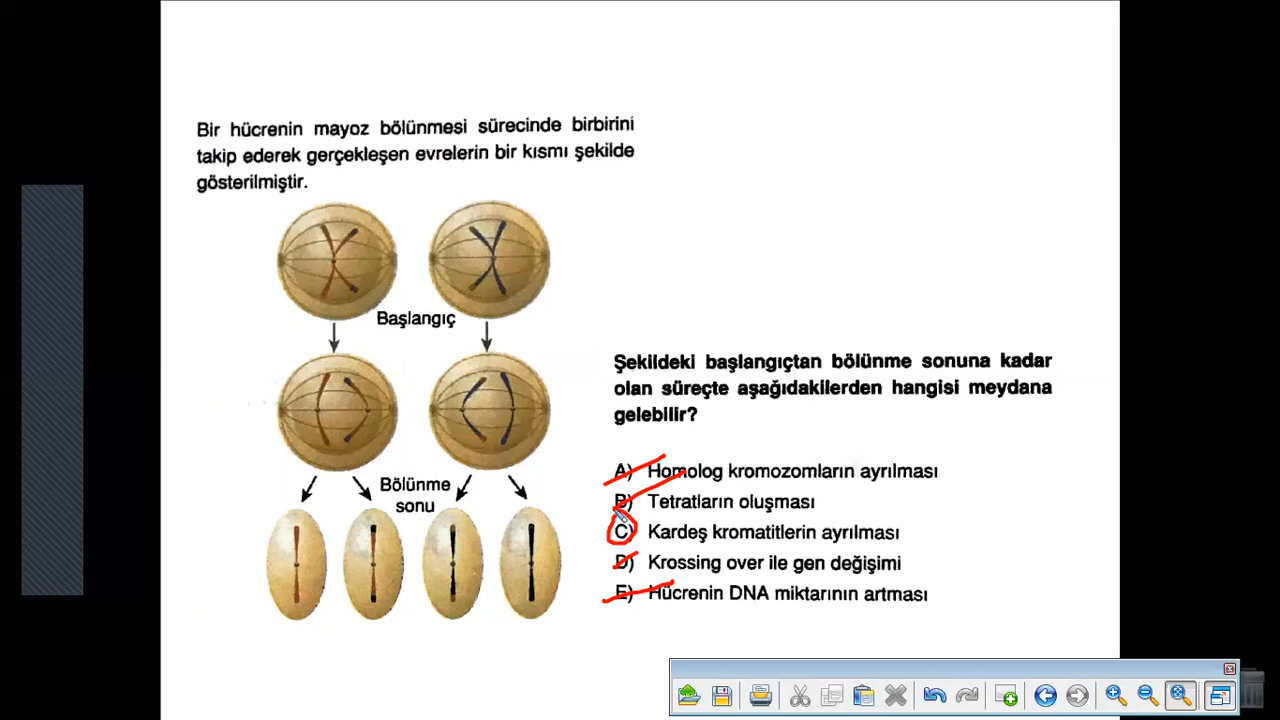 Bir hücrenin mayoz bölünmesi sürecinde birbirini
takip ederek gerçekleşen evrelerin bir kısmı şekilde
gösterilmiştir.
Başlangıç
Bölünme
sonu
Şekildeki başlangıçtan bölünme sonuna kadar
olan süreçte aşağıdakilerden hangisi meydana
gelebilir?
A) Homolog kromozomların ayrılması
B) Tetratların oluşması
C) Kardeş kromatitlerin ayrılması
D) Krossing over ile gen değişimi
E) Hücrenin DNA miktarının artması